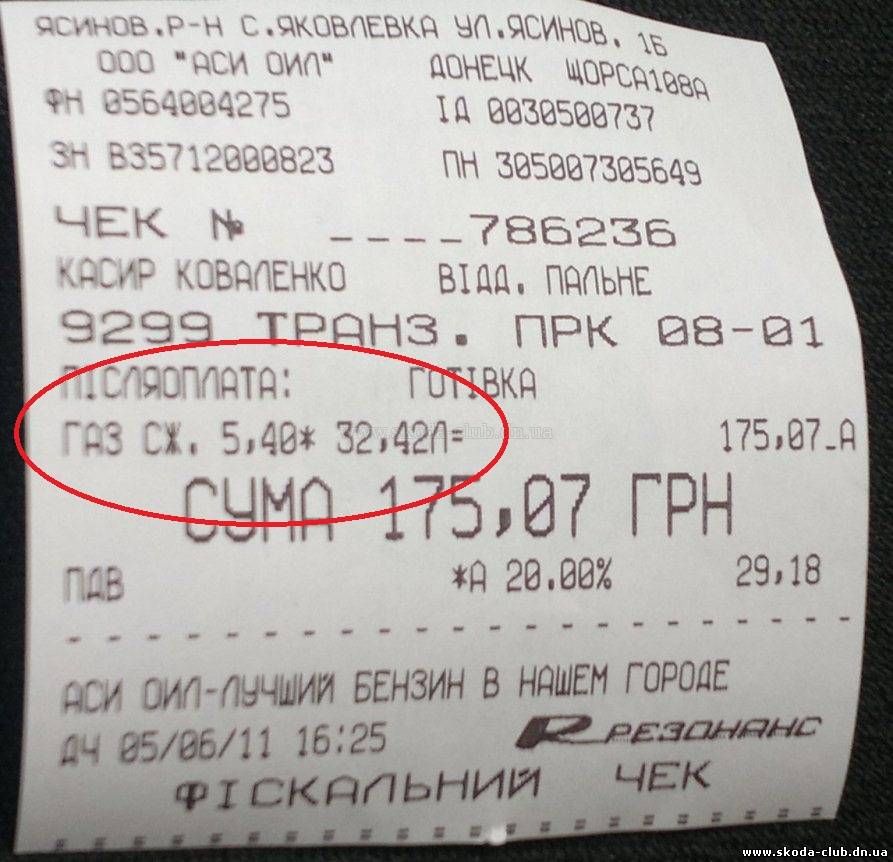 ЯСИНОВ.Р-Н С.ЯКОВЛЕВКА УЛ.ЯСИНОВ. 1Б
ООО "АСИ ОИЛ" ДОНЕЦК ЩОРСА108А
ФН 0564004275 ІД 0030500737
ЗН В35712000823 ПН 305007305649
ЧЕК № ____786236
КАСИР КОВАЛЕНКО ВІДД. ПАЛЬНЕ
9299 ТРАНЗ. ПРК 08-01
ПІСЛЯОПЛАТА: ГОТІВКА
ГАЗ СЖ. 5,40* 32,42Л= 175,07_А
СУМА 175,07 ГРН
ПДВ *А 20.00% 29,18
АСИ ОИЛ-ЛУЧШИЙ БЕНЗИН В НАШЕМ ГОРОДЕ
ДЧ 05/06/11 16:25 РЕЗОНАНС
ФІСКАЛЬНИЙ ЧЕК
www.skoda-club.dn.ua